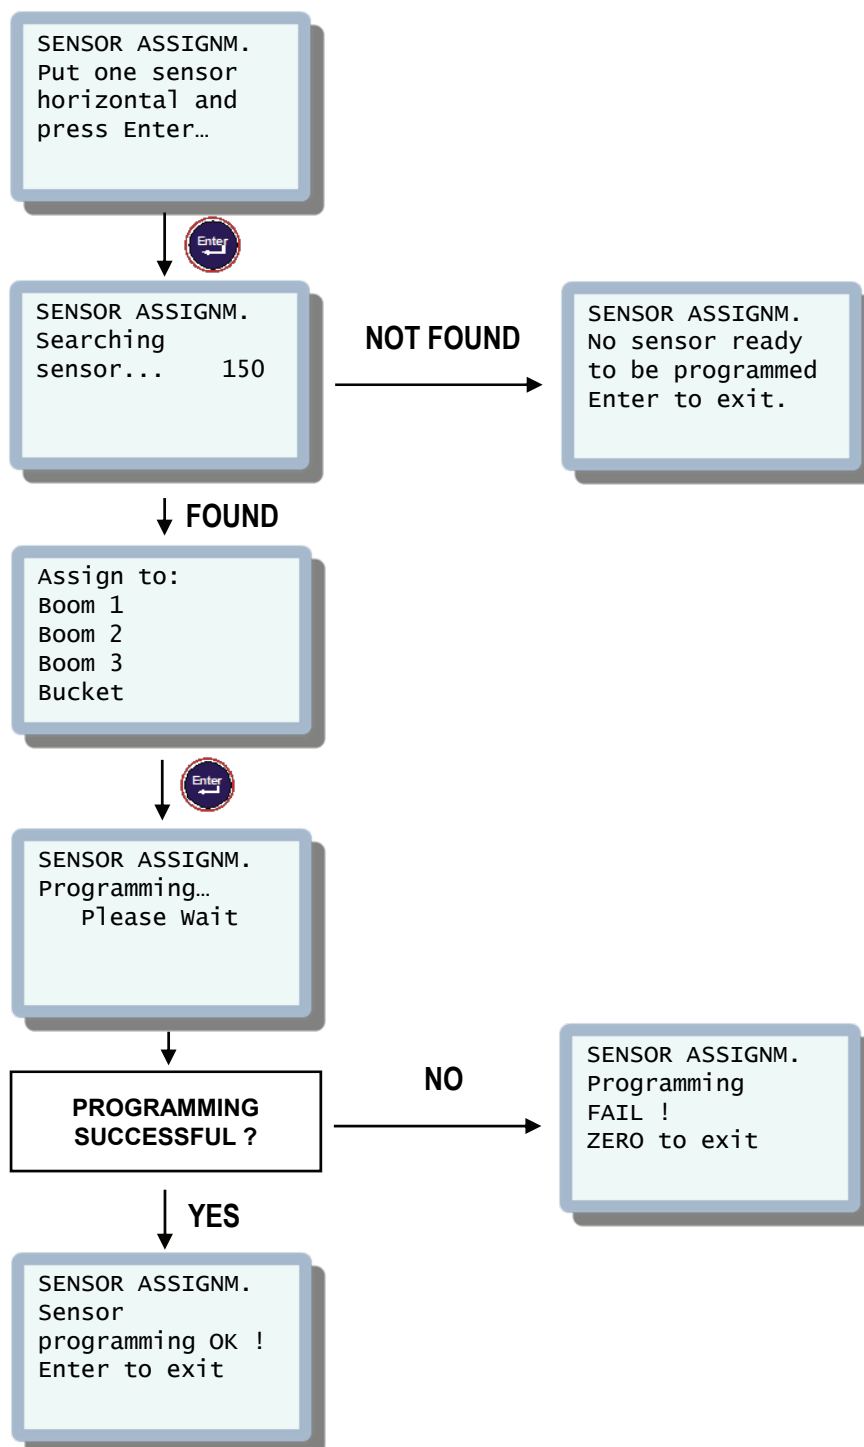 SENSOR ASSIGNM.
Put one sensor
horizontal and
press Enter…
Enter
SENSOR ASSIGNM.
Searching
sensor... 150
NOT FOUND
SENSOR ASSIGNM.
No sensor ready
to be programmed
Enter to exit.
FOUND
Assign to:
Boom 1
Boom 2
Boom 3
Bucket
Enter
SENSOR ASSIGNM.
Programming…
Please Wait
PROGRAMMING
SUCCESSFUL ?
NO
SENSOR ASSIGNM.
Programming
FAIL !
ZERO to exit
YES
SENSOR ASSIGNM.
Sensor
programming OK !
Enter to exit